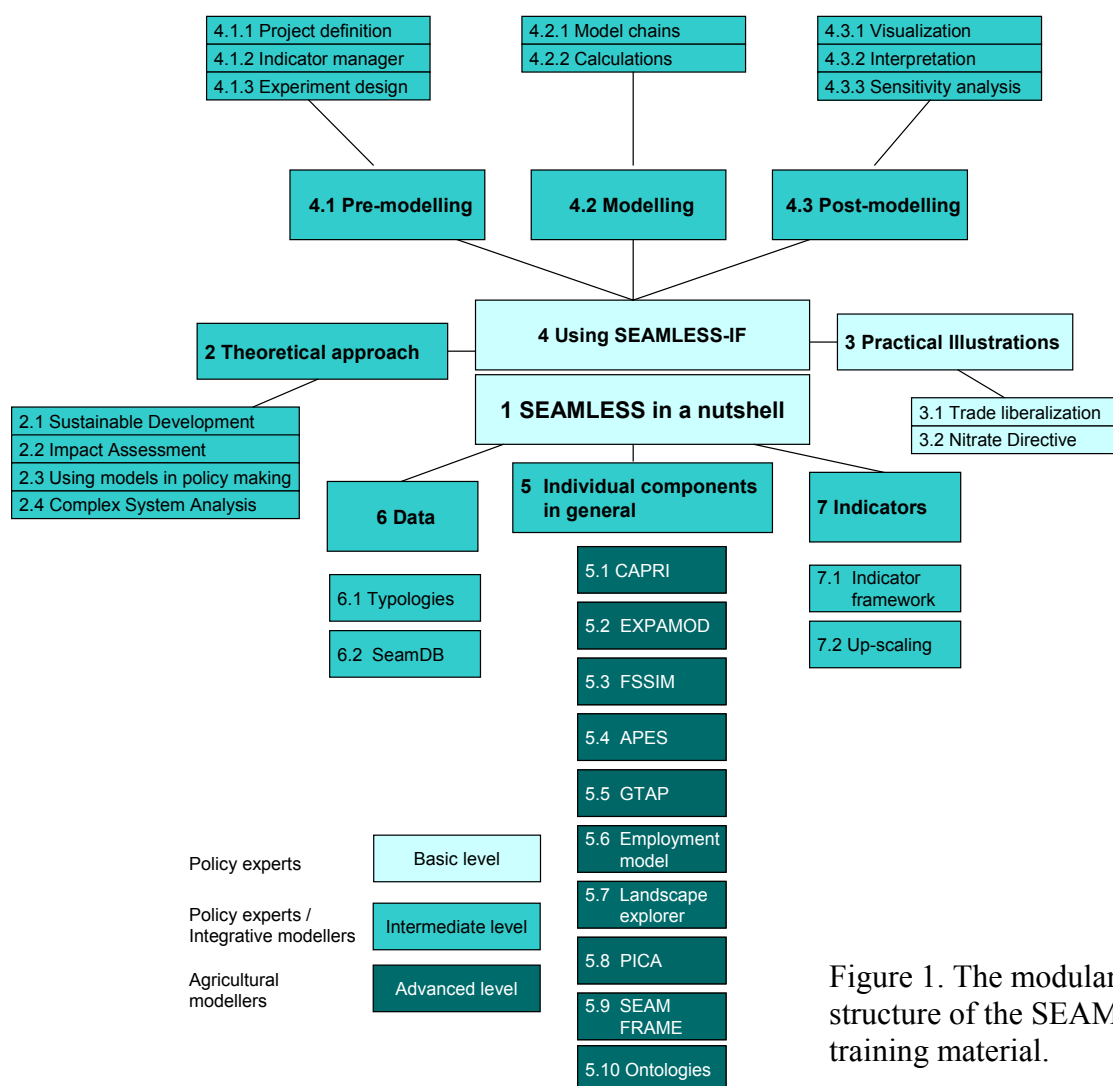 4.1.1 Project definition
4.1.2 Indicator manager
4.1.3 Experiment design
4.2.1 Model chains
4.2.2 Calculations
4.3.1 Visualization
4.3.2 Interpretation
4.3.3 Sensitivity analysis
4.1 Pre-modelling
4.2 Modelling
4.3 Post-modelling
4 Using SEAMLESS-IF
2 Theoretical approach
3 Practical Illustrations
1 SEAMLESS in a nutshell
2.1 Sustainable Development
2.2 Impact Assessment
2.3 Using models in policy making
2.4 Complex System Analysis
3.1 Trade liberalization
3.2 Nitrate Directive
6 Data
5 Individual components
in general
7 Indicators
6.1 Typologies
6.2 SeamDB
5.1 CAPRI
5.2 EXPAMOD
5.3 FSSIM
5.4 APES
5.5 GTAP
5.6 Employment
model
5.7 Landscape
explorer
5.8 PICA
5.9 SEAM
FRAME
5.10 Ontologies
7.1 Indicator
framework
7.2 Up-scaling
Policy experts
Basic level
Policy experts /
Integrative modellers
Intermediate level
Agricultural
modellers
Advanced level
Figure 1. The modular
structure of the SEAM
training material.